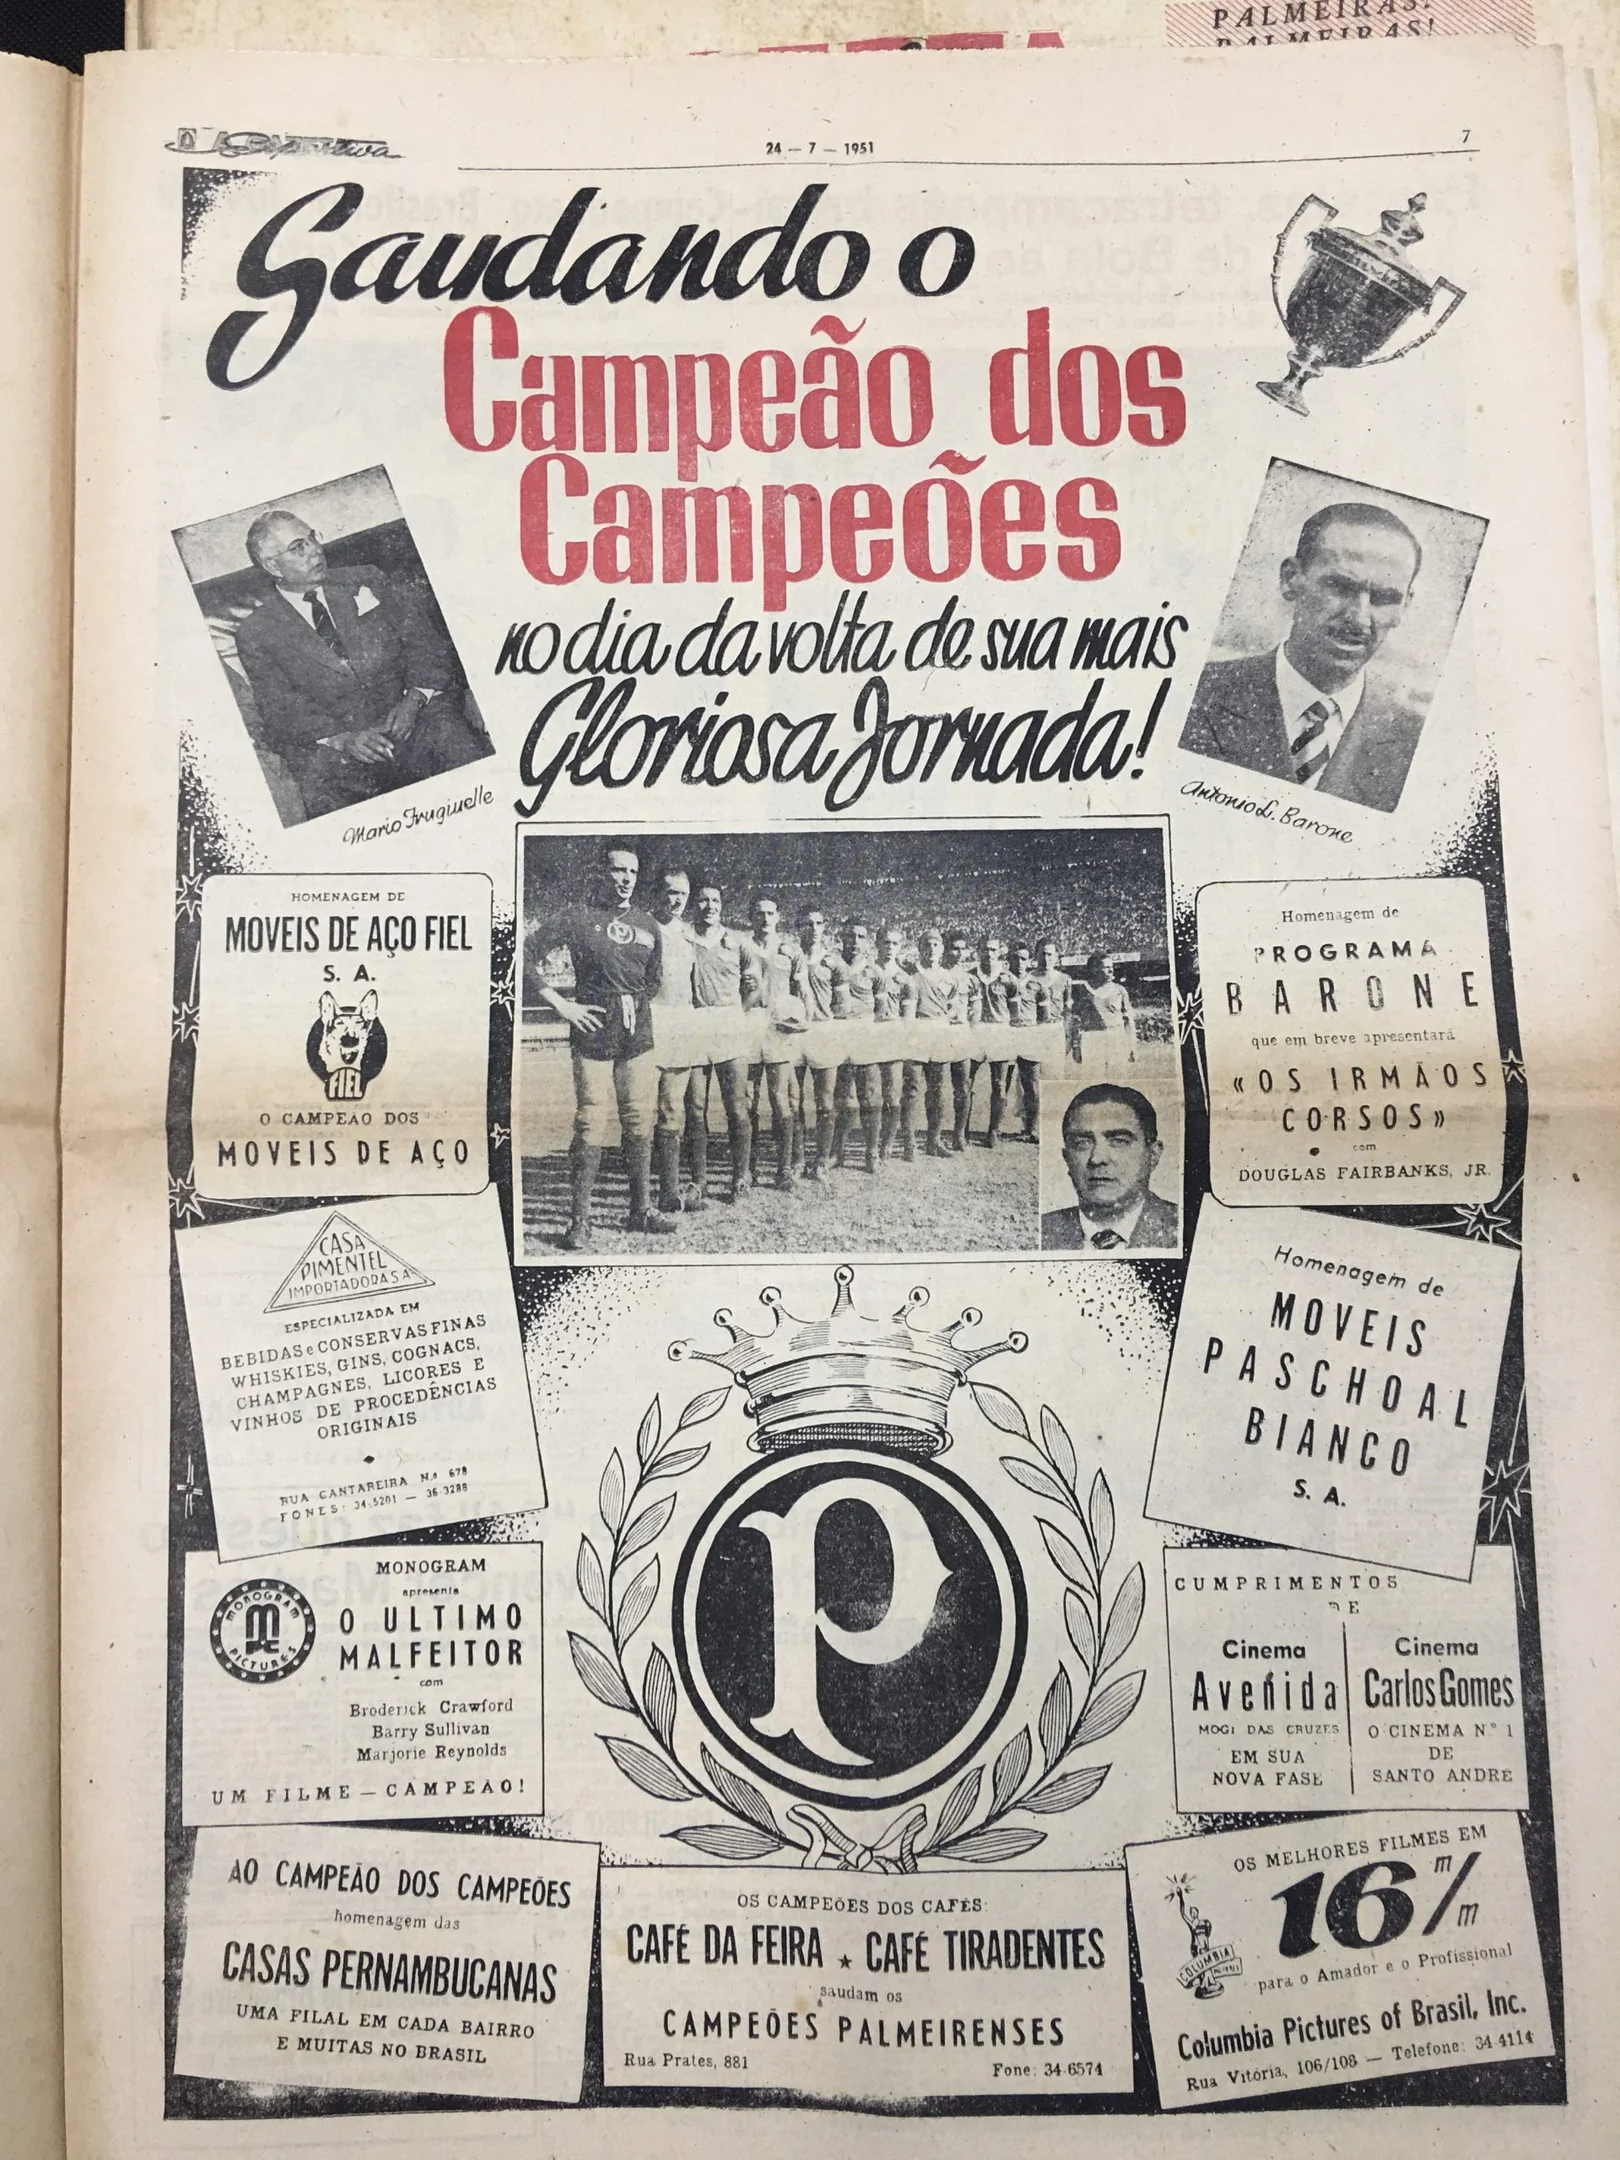 PALMEIRAS!
PALMEIRAS!
24 — 7 — 1951
7
Saudando o
Campeão dos
Campeões
no dia da volta de sua mais
Gloriosa Jornada!
Mario Frugiuelle
Antonio L. Barone
HOMENAGEM DE
MOVEIS DE AÇO FIEL
S. A.
FIEL
O CAMPEÃO DOS
MOVEIS DE AÇO
P
Homenagem de
PROGRAMA
BARONE
que em breve apresentará
«OS IRMÃOS
CORSOS»
com
DOUGLAS FAIRBANKS, JR.
CASA
PIMENTEL
IMPORTADORA S A
ESPECIALIZADA EM
BEBIDAS e CONSERVAS FINAS
WHISKIES, GINS, COGNACS,
CHAMPAGNES, LICORES E
VINHOS DE PROCEDÊNCIAS
ORIGINAIS
RUA CANTAREIRA N.º 678
FONES: 34-5201 — 36-3288
Homenagem de
MOVEIS
PASCHOAL
BIANCO
S. A.
P
MONOGRAM
PICTURES
MONOGRAM
apresenta
O ULTIMO
MALFEITOR
com
Broderick Crawford
Barry Sullivan
Marjorie Reynolds
UM FILME — CAMPEÃO!
CUMPRIMENTOS
DE
Cinema
Avenida
MOGI DAS CRUZES
EM SUA
NOVA FASE
Cinema
Carlos Gomes
O CINEMA Nº 1
DE
SANTO ANDRÉ
AO CAMPEÃO DOS CAMPEÕES
homenagem das
CASAS PERNAMBUCANAS
UMA FILAL EM CADA BAIRRO
E MUITAS NO BRASIL
OS CAMPEÕES DOS CAFÉS:
CAFÉ DA FEIRA ★ CAFÉ TIRADENTES
saudam os
CAMPEÕES PALMEIRENSES
Rua Prates, 881
Fone: 34-6574
OS MELHORES FILMES EM
16 m/m
COLUMBIA
para o Amador e o Profissional
Columbia Pictures of Brasil, Inc.
Rua Vitória, 106/108 — Telefone: 34-4114